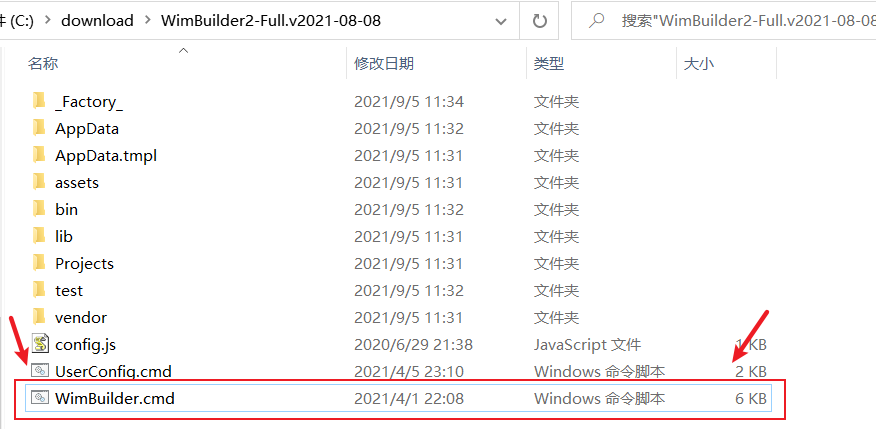 ‎(C:) › download › WimBuilder2-Full.v2021-08-08 搜索"WimBuilder2-Full.v2021-08-08
名称 修改日期 类型 大小
_Factory_ 2021/9/5 11:34 文件夹
AppData 2021/9/5 11:32 文件夹
AppData.tmpl 2021/9/5 11:31 文件夹
assets 2021/9/5 11:31 文件夹
bin 2021/9/5 11:32 文件夹
lib 2021/9/5 11:31 文件夹
Projects 2021/9/5 11:31 文件夹
test 2021/9/5 11:32 文件夹
vendor 2021/9/5 11:31 文件夹
config.js 2020/6/29 21:38 JavaScript 文件 1 KB
UserConfig.cmd 2021/4/5 23:10 Windows 命令脚本 2 KB
WimBuilder.cmd 2021/4/1 22:08 Windows 命令脚本 6 KB